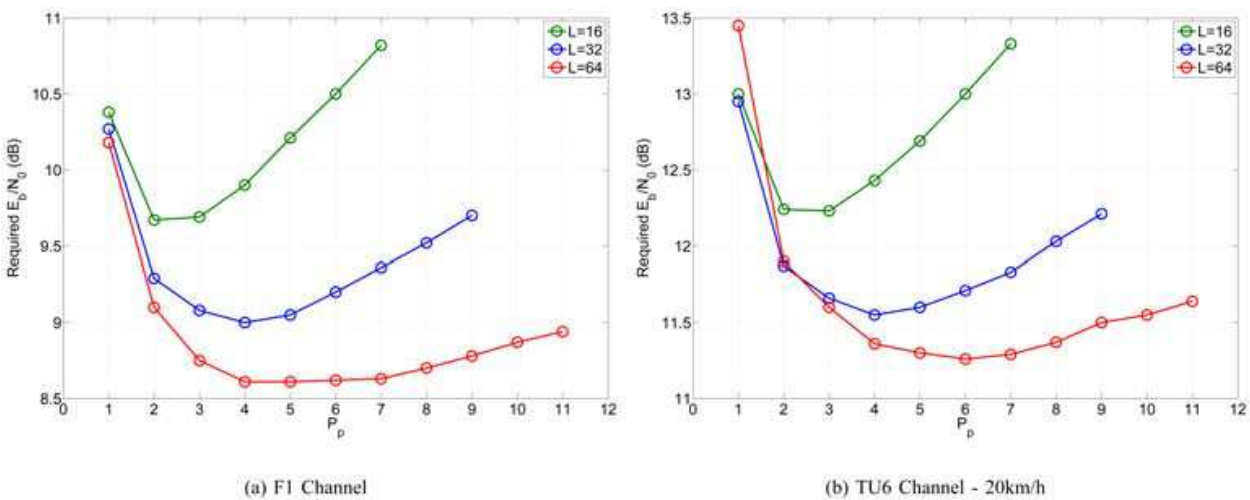 11
10.5
10
9.5
9
8.5
Required E_b/N_0 (dB)
0 1 2 3 4 5 6 7 8 9 10 11 12
P_p
L=16
L=32
L=64
(a) F1 Channel
13.5
13
12.5
12
11.5
11
Required E_b/N_0 (dB)
0 1 2 3 4 5 6 7 8 9 10 11 12
P_p
L=16
L=32
L=64
(b) TU6 Channel - 20km/h